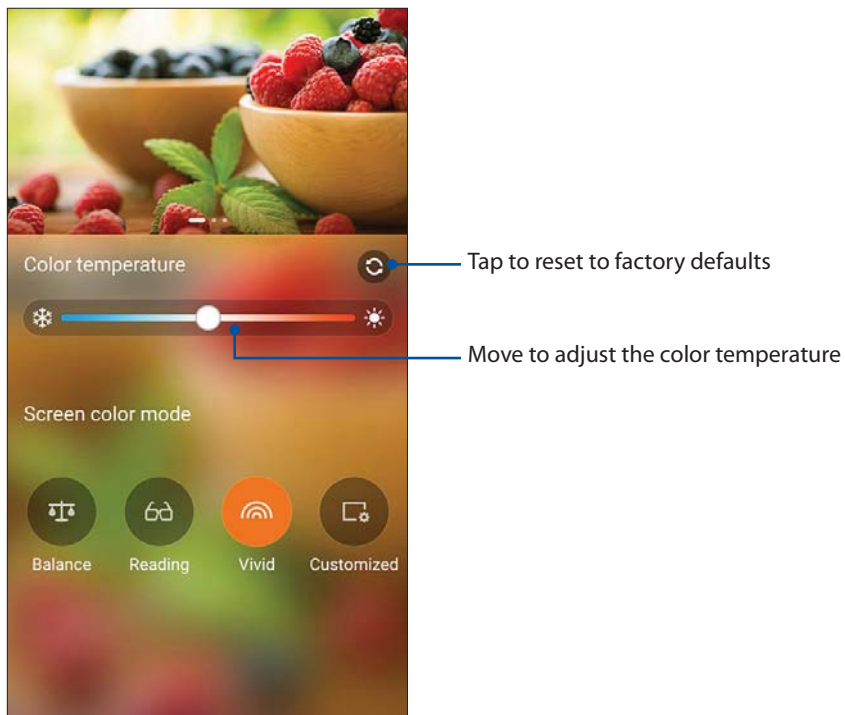 Color temperature
Tap to reset to factory defaults
Move to adjust the color temperature
Screen color mode
Balance
Reading
Vivid
Customized